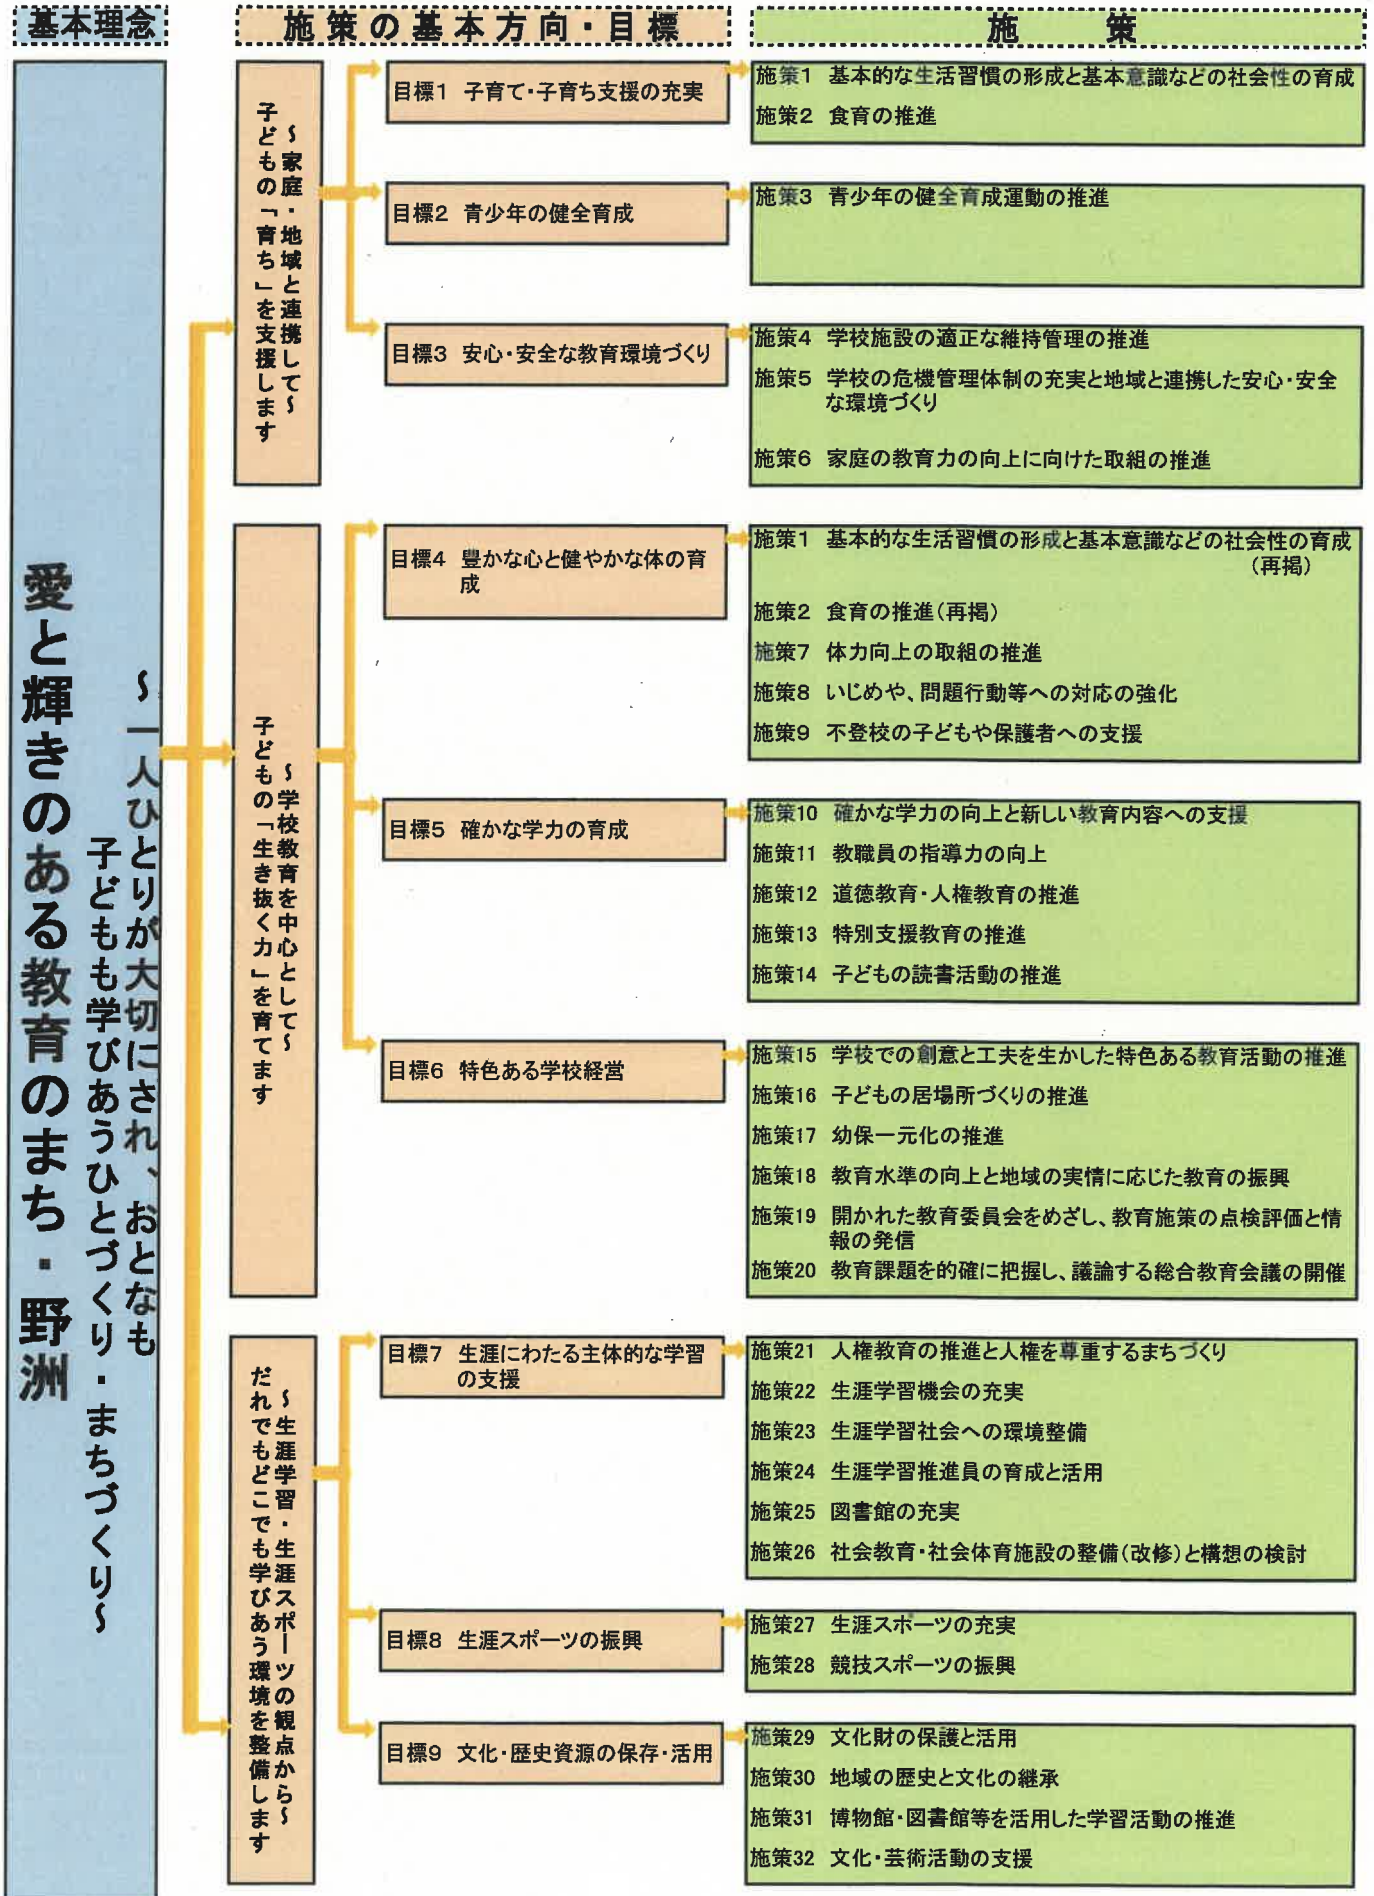 基本理念
施策の基本方向・目標
施　　策
愛と輝きのある教育のまち・野洲
～一人ひとりが大切にされ、おとなも
子どもも学びあうひとづくり・まちづくり～
～家庭・地域と連携して～
子どもの「育ち」を支援します
目標1 子育て・子育ち支援の充実
施策1 基本的な生活習慣の形成と基本意識などの社会性の育成
施策2 食育の推進
目標2 青少年の健全育成
施策3 青少年の健全育成運動の推進
目標3 安心・安全な教育環境づくり
施策4 学校施設の適正な維持管理の推進
施策5 学校の危機管理体制の充実と地域と連携した安心・安全
な環境づくり
施策6 家庭の教育力の向上に向けた取組の推進
～学校教育を中心として～
子どもの「生き抜く力」を育てます
目標4 豊かな心と健やかな体の育
成
施策1 基本的な生活習慣の形成と基本意識などの社会性の育成
（再掲）
施策2 食育の推進（再掲）
施策7 体力向上の取組の推進
施策8 いじめや、問題行動等への対応の強化
施策9 不登校の子どもや保護者への支援
目標5 確かな学力の育成
施策10 確かな学力の向上と新しい教育内容への支援
施策11 教職員の指導力の向上
施策12 道徳教育・人権教育の推進
施策13 特別支援教育の推進
施策14 子どもの読書活動の推進
目標6 特色ある学校経営
施策15 学校での創意と工夫を生かした特色ある教育活動の推進
施策16 子どもの居場所づくりの推進
施策17 幼保一元化の推進
施策18 教育水準の向上と地域の実情に応じた教育の振興
施策19 開かれた教育委員会をめざし、教育施策の点検評価と情
報の発信
施策20 教育課題を的確に把握し、議論する総合教育会議の開催
～生涯学習・生涯スポーツの観点から～
だれでもどこでも学びあう環境を整備します
目標7 生涯にわたる主体的な学習
の支援
施策21 人権教育の推進と人権を尊重するまちづくり
施策22 生涯学習機会の充実
施策23 生涯学習社会への環境整備
施策24 生涯学習推進員の育成と活用
施策25 図書館の充実
施策26 社会教育・社会体育施設の整備（改修）と構想の検討
目標8 生涯スポーツの振興
施策27 生涯スポーツの充実
施策28 競技スポーツの振興
目標9 文化・歴史資源の保存・活用
施策29 文化財の保護と活用
施策30 地域の歴史と文化の継承
施策31 博物館・図書館等を活用した学習活動の推進
施策32 文化・芸術活動の支援